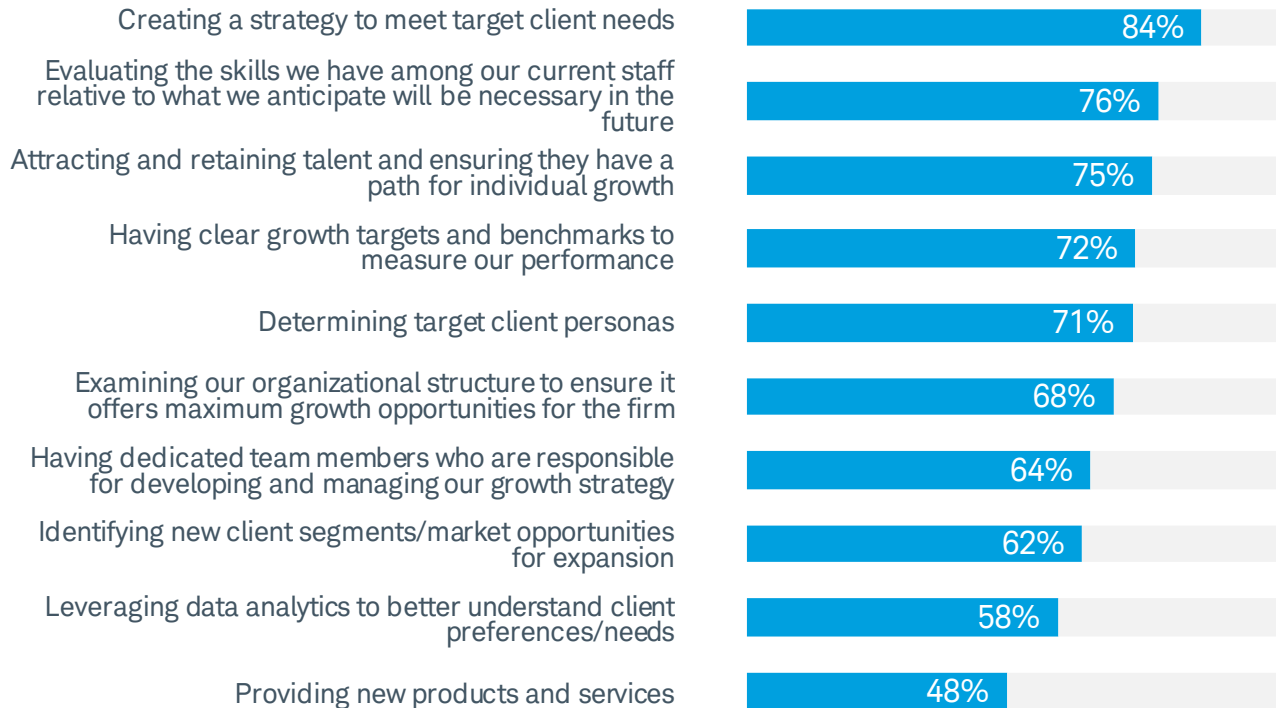 Creating a strategy to meet target client needs
84%
Evaluating the skills we have among our current staff
relative to what we anticipate will be necessary in the
future
76%
Attracting and retaining talent and ensuring they have a
path for individual growth
75%
Having clear growth targets and benchmarks to
measure our performance
72%
Determining target client personas
71%
Examining our organizational structure to ensure it
offers maximum growth opportunities for the firm
68%
Having dedicated team members who are responsible
for developing and managing our growth strategy
64%
Identifying new client segments/market opportunities
for expansion
62%
Leveraging data analytics to better understand client
preferences/needs
58%
Providing new products and services
48%